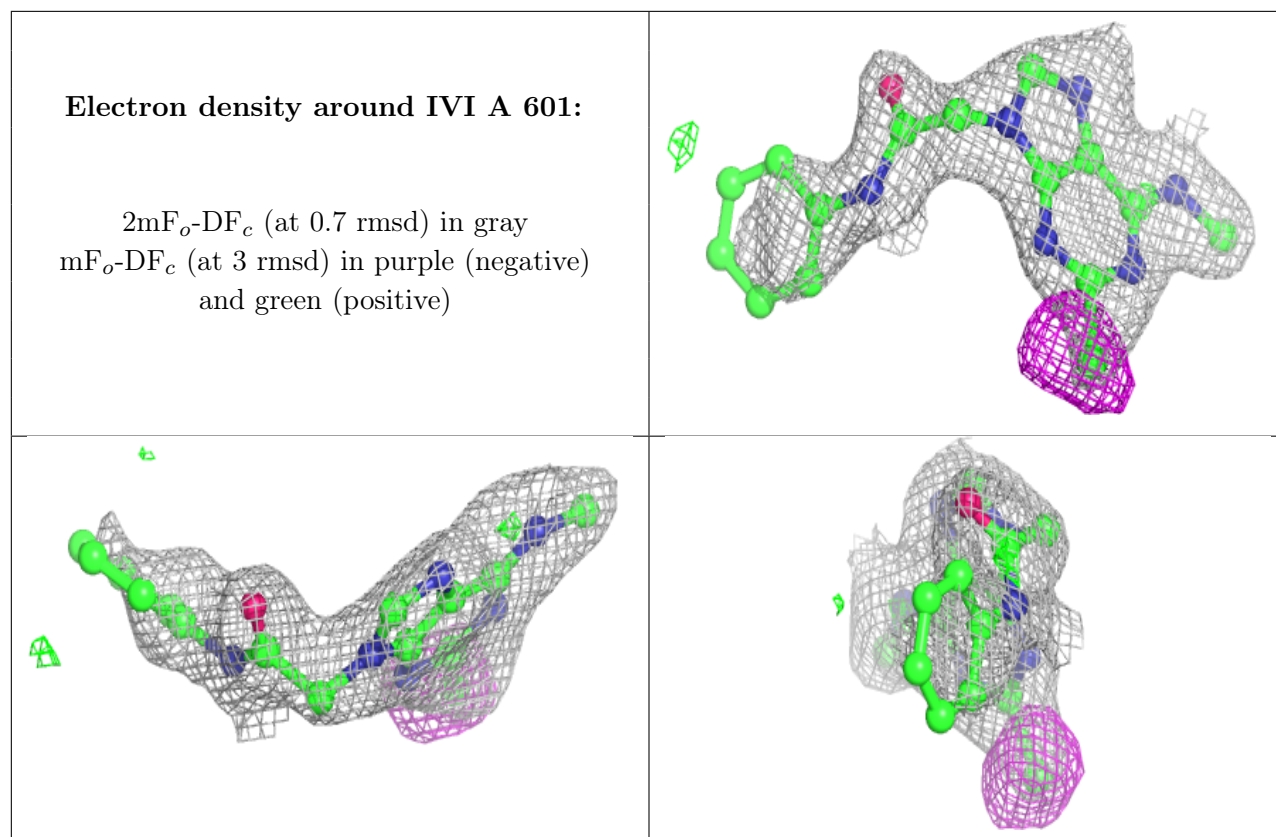 Electron density around IVI A 601:
2mFo-DFc (at 0.7 rmsd) in gray
mFo-DFc (at 3 rmsd) in purple (negative)
and green (positive)